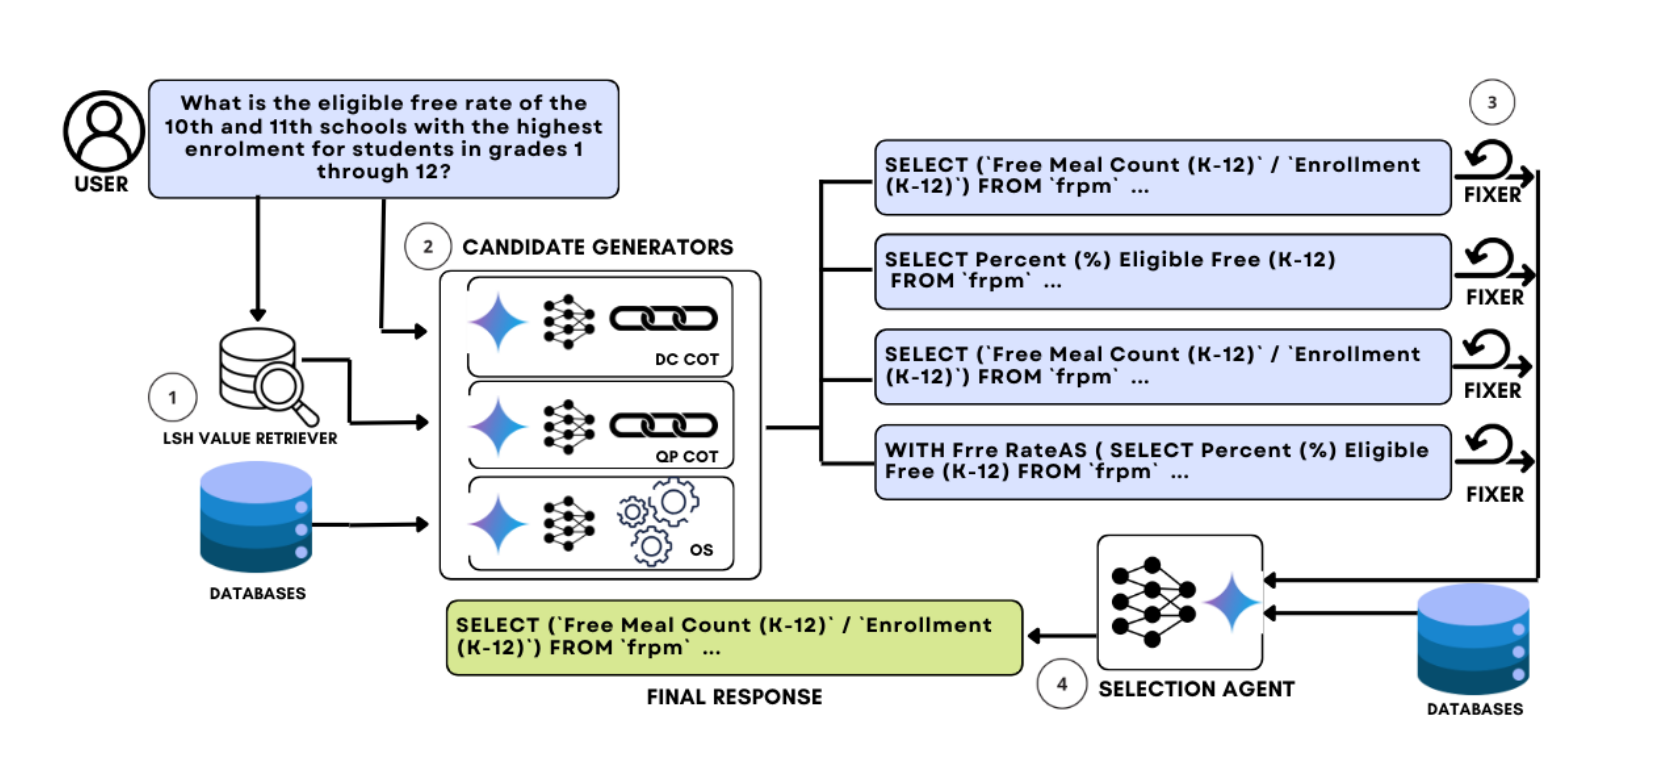 What is the eligible free rate of the
10th and 11th schools with the highest
enrolment for students in grades 1
through 12?
USER
1
LSH VALUE RETRIEVER
DATABASES
2
CANDIDATE GENERATORS
DC COT
QP COT
OS
SELECT (`Free Meal Count (K-12)` / `Enrollment
(K-12)`) FROM `frpm` ...
SELECT Percent (%) Eligible Free (K-12)
FROM `frpm` ...
SELECT (`Free Meal Count (K-12)` / `Enrollment
(K-12)`) FROM `frpm` ...
WITH Frre RateAS ( SELECT Percent (%) Eligible
Free (K-12) FROM `frpm` ...
3
FIXER
FIXER
FIXER
FIXER
SELECTION AGENT
DATABASES
4
SELECT (`Free Meal Count (K-12)` / `Enrollment
(K-12)`) FROM `frpm` ...
FINAL RESPONSE